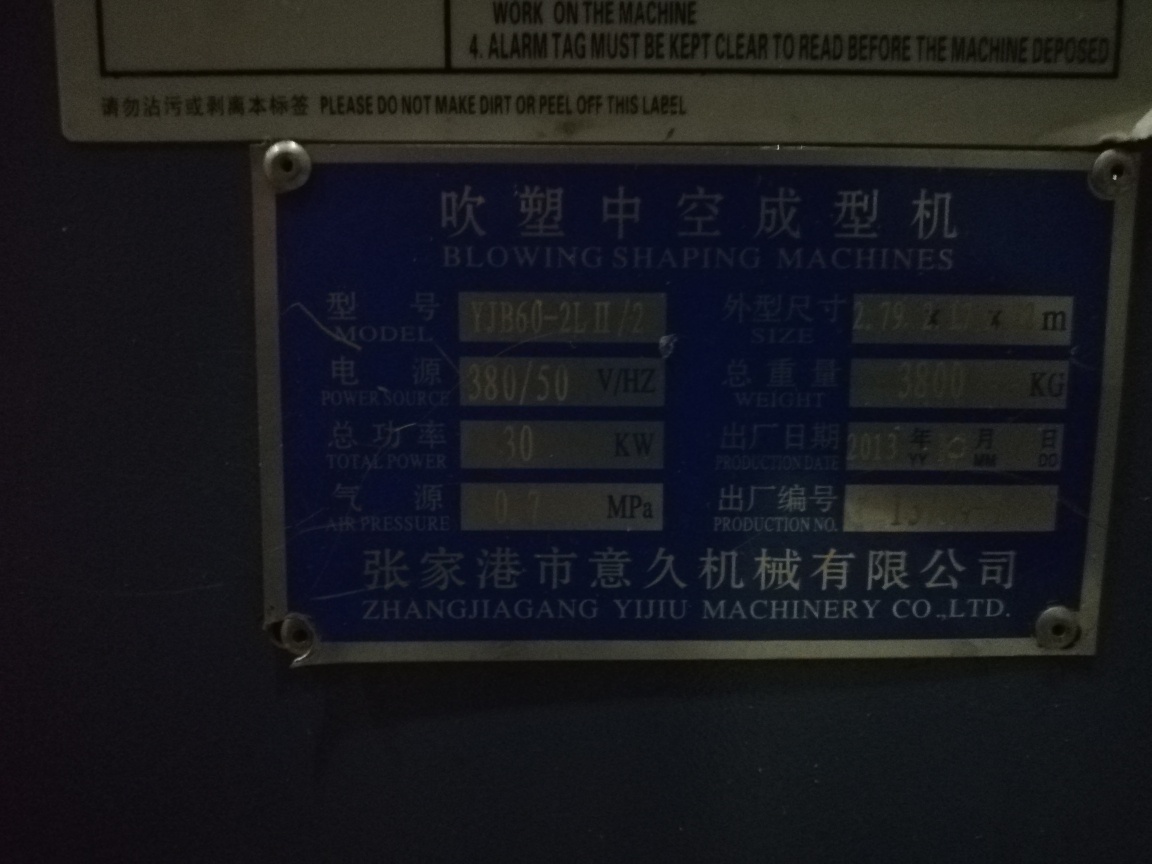 WORK ON THE MACHINE
4. ALARM TAG MUST BE KEPT CLEAR TO READ BEFORE THE MACHINE DEPOSED
请勿沾污或剥离本标签 PLEASE DO NOT MAKE DIRT OR PEEL OFF THIS LABEL
吹塑中空成型机
BLOWING SHAPING MACHINES
型号 YJB60-2LⅡ/2 外型尺寸 m
MODEL SIZE
电源 380/50 V/HZ 总重量 3800 KG
POWER SOURCE WEIGHT
总功率 30 KW 出厂日期 2013 年 月 日
TOTAL POWER PRODUCTION DATE YY MM DD
气源 0.7 MPa 出厂编号
AIR PRESSURE PRODUCTION NO.
张家港市意久机械有限公司
ZHANGJIAGANG YIJIU MACHINERY CO.,LTD.